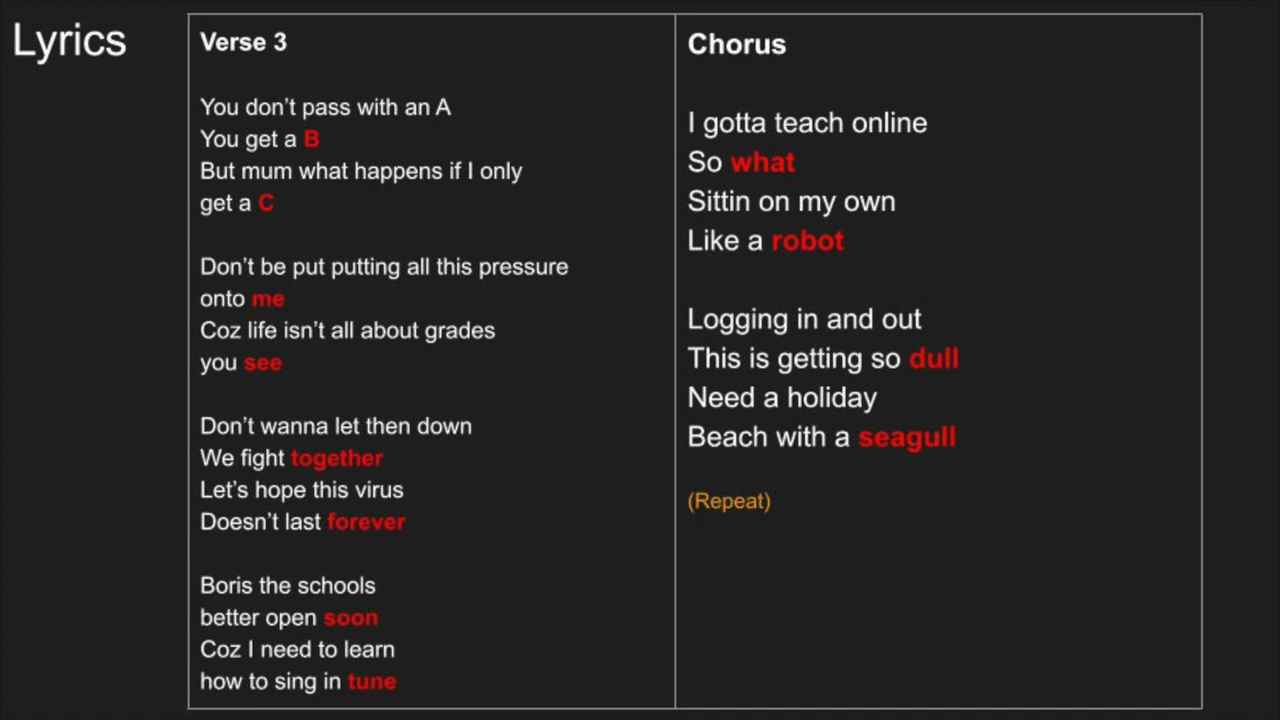 Lyrics
Verse 3
You don't pass with an A
You get a B
But mum what happens if I only
get a C
Don't be put putting all this pressure
onto me
Coz life isn't all about grades
you see
Don't wanna let then down
We fight together
Let's hope this virus
Doesn't last forever
Boris the schools
better open soon
Coz I need to learn
how to sing in tune
Chorus
I gotta teach online
So what
Sittin on my own
Like a robot
Logging in and out
This is getting so dull
Need a holiday
Beach with a seagull
(Repeat)